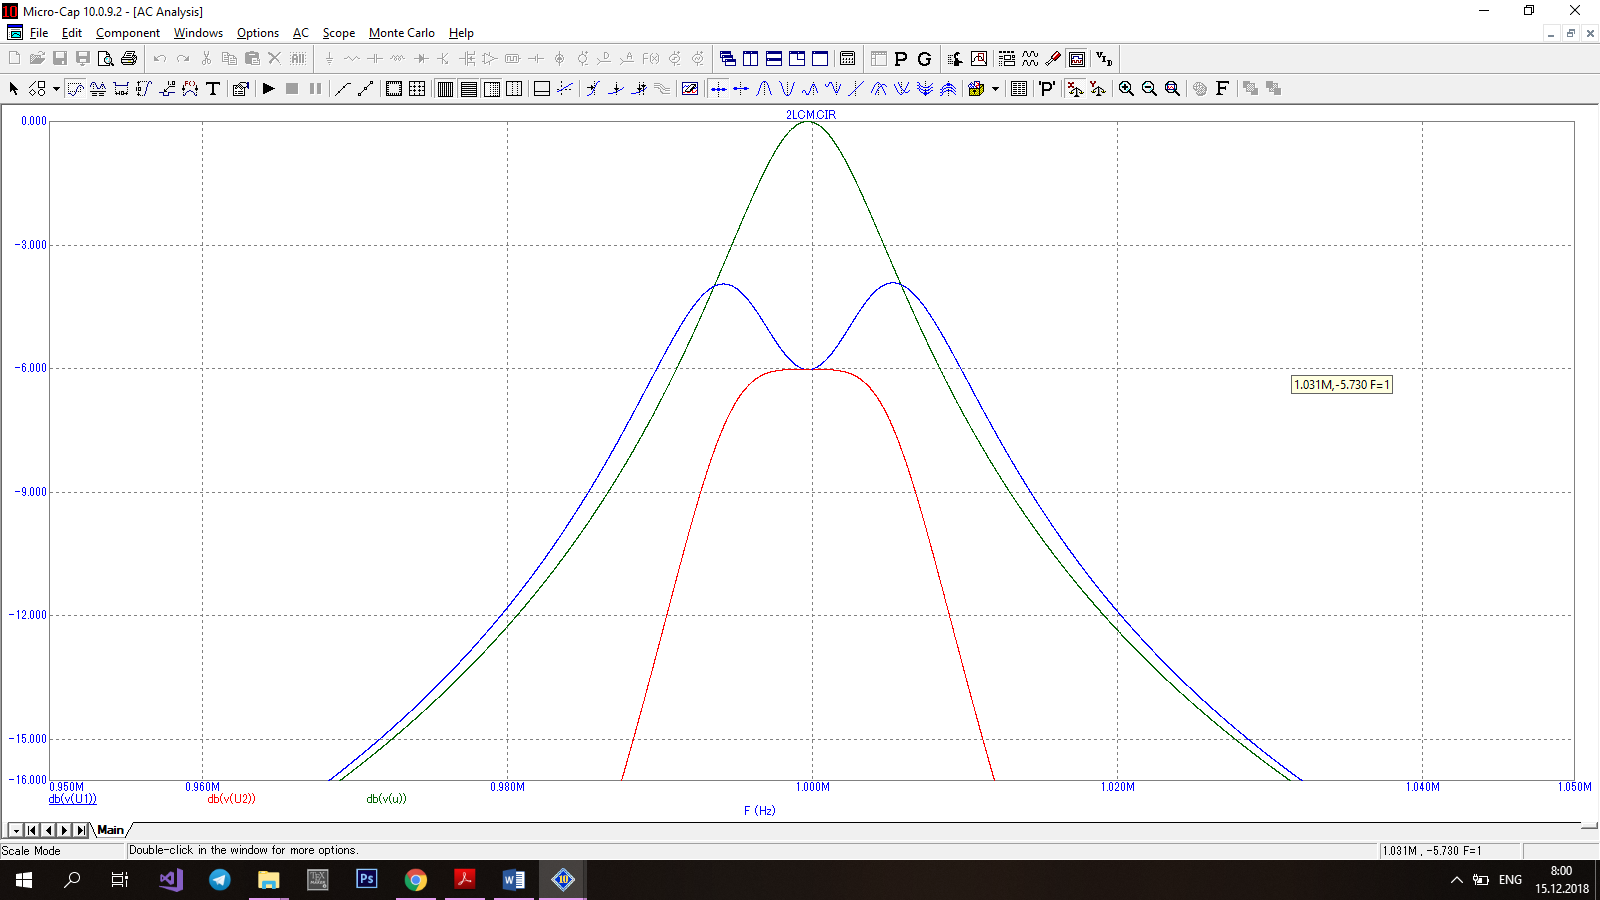 10 Micro-Cap 10.0.9.2 - [AC Analysis]
File Edit Component Windows Options AC Scope Monte Carlo Help
F(x) P G V I D
T 'P' F
2LCM.CIR
0.000
-3.000
-6.000
1.031M,-5.730 F=1
-9.000
-12.000
-15.000
-16.000
0.950M 0.960M 0.980M 1.000M 1.020M 1.040M 1.050M
db(v(U1)) db(v(U2)) db(v(u))
F (Hz)
Main
Scale Mode Double-click in the window for more options. 1.031M , -5.730 F=1
TEX Ps W 10 ENG 8:00
15.12.2018